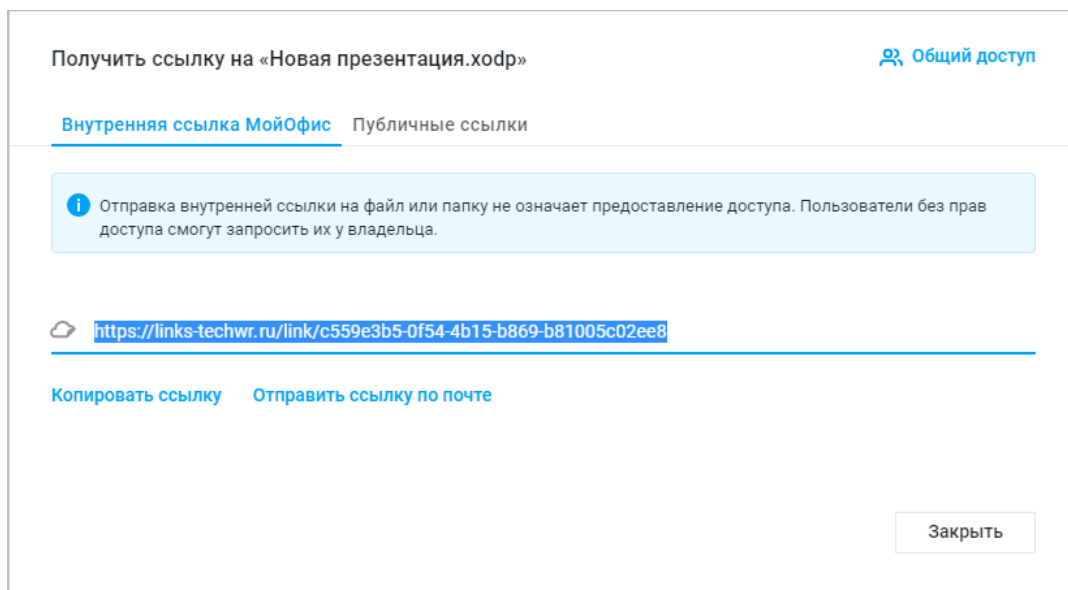 Получить ссылку на «Новая презентация.xodp»
Общий доступ
Внутренняя ссылка МойОфис
Публичные ссылки
Отправка внутренней ссылки на файл или папку не означает предоставление доступа. Пользователи без прав
доступа смогут запросить их у владельца.
https://links-techwr.ru/link/c559e3b5-0f54-4b15-b869-b81005c02ee8
Копировать ссылку
Отправить ссылку по почте
Закрыть